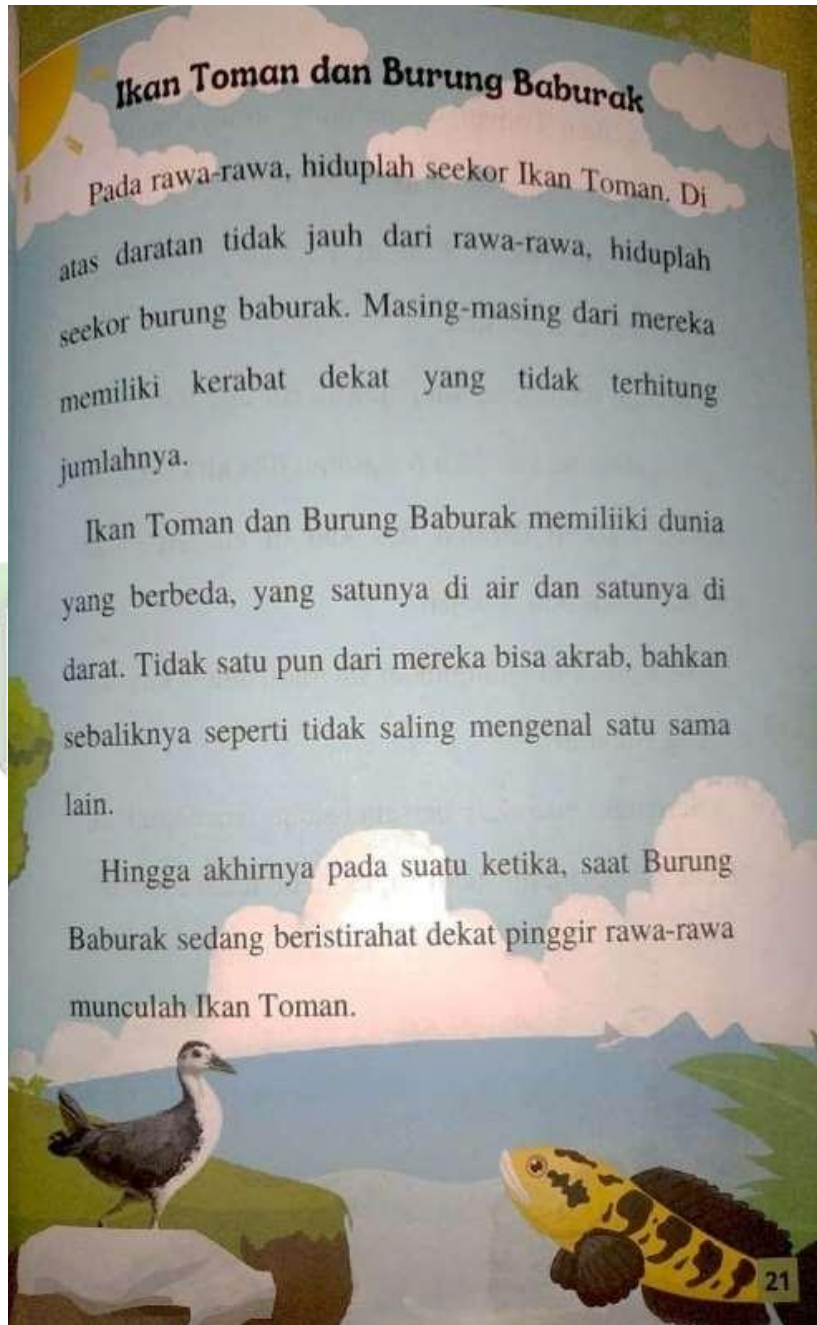 Ikan Toman dan Burung Baburak
Pada rawa-rawa, hiduplah seekor Ikan Toman. Di
atas daratan tidak jauh dari rawa-rawa, hiduplah
seekor burung baburak. Masing-masing dari mereka
memiliki kerabat dekat yang tidak terhitung
jumlahnya.
Ikan Toman dan Burung Baburak memiliiki dunia
yang berbeda, yang satunya di air dan satunya di
darat. Tidak satu pun dari mereka bisa akrab, bahkan
sebaliknya seperti tidak saling mengenal satu sama
lain.
Hingga akhirnya pada suatu ketika, saat Burung
Baburak sedang beristirahat dekat pinggir rawa-rawa
munculah Ikan Toman.
21